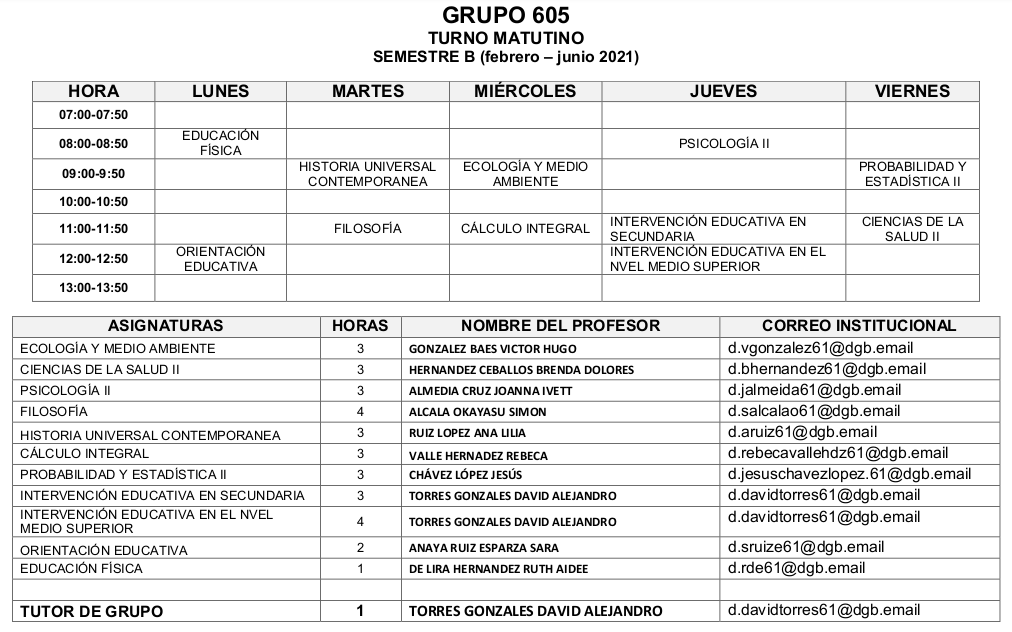 GRUPO 605
TURNO MATUTINO
SEMESTRE B (febrero – junio 2021)
HORA LUNES MARTES MIÉRCOLES JUEVES VIERNES
07:00-07:50
08:00-08:50 EDUCACIÓN FÍSICA PSICOLOGÍA II
09:00-9:50 HISTORIA UNIVERSAL CONTEMPORANEA ECOLOGÍA Y MEDIO AMBIENTE PROBABILIDAD Y ESTADÍSTICA II
10:00-10:50
11:00-11:50 FILOSOFÍA CÁLCULO INTEGRAL INTERVENCIÓN EDUCATIVA EN SECUNDARIA CIENCIAS DE LA SALUD II
12:00-12:50 ORIENTACIÓN EDUCATIVA INTERVENCIÓN EDUCATIVA EN EL NVEL MEDIO SUPERIOR
13:00-13:50
ASIGNATURAS HORAS NOMBRE DEL PROFESOR CORREO INSTITUCIONAL
ECOLOGÍA Y MEDIO AMBIENTE 3 GONZALEZ BAES VICTOR HUGO d.vgonzalez61@dgb.email
CIENCIAS DE LA SALUD II 3 HERNANDEZ CEBALLOS BRENDA DOLORES d.bhernandez61@dgb.email
PSICOLOGÍA II 3 ALMEDIA CRUZ JOANNA IVETT d.jalmeida61@dgb.email
FILOSOFÍA 4 ALCALA OKAYASU SIMON d.salcalao61@dgb.email
HISTORIA UNIVERSAL CONTEMPORANEA 3 RUIZ LOPEZ ANA LILIA d.aruiz61@dgb.email
CÁLCULO INTEGRAL 3 VALLE HERNADEZ REBECA d.rebecavallehdz61@dgb.email
PROBABILIDAD Y ESTADÍSTICA II 3 CHÁVEZ LÓPEZ JESÚS d.jesuschavezlopez.61@dgb.email
INTERVENCIÓN EDUCATIVA EN SECUNDARIA 3 TORRES GONZALES DAVID ALEJANDRO d.davidtorres61@dgb.email
INTERVENCIÓN EDUCATIVA EN EL NVEL MEDIO SUPERIOR 4 TORRES GONZALES DAVID ALEJANDRO d.davidtorres61@dgb.email
ORIENTACIÓN EDUCATIVA 2 ANAYA RUIZ ESPARZA SARA d.sruize61@dgb.email
EDUCACIÓN FÍSICA 1 DE LIRA HERNANDEZ RUTH AIDEE d.rde61@dgb.email
TUTOR DE GRUPO 1 TORRES GONZALES DAVID ALEJANDRO d.davidtorres61@dgb.email